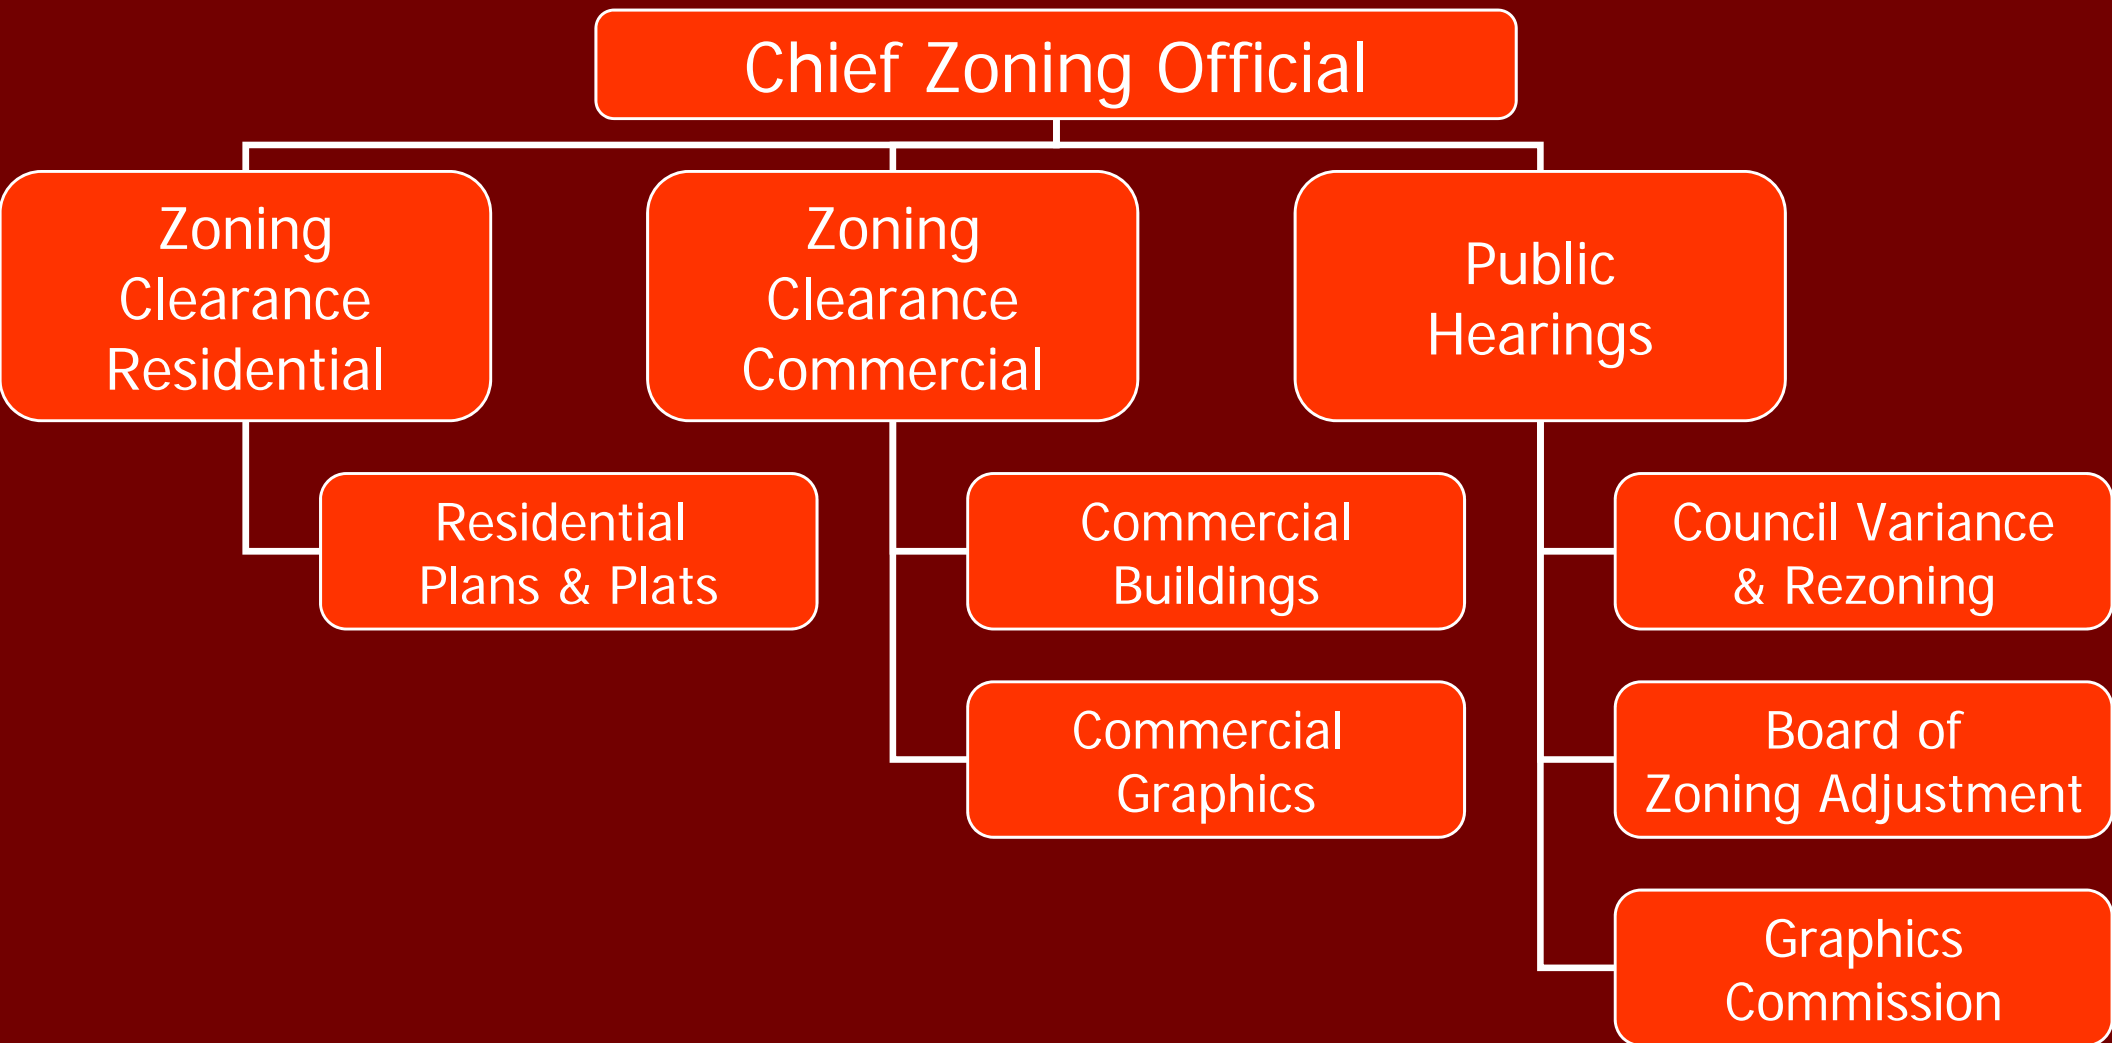 Chief Zoning Official
Zoning
Clearance
Residential
Zoning
Clearance
Commercial
Public
Hearings
Residential
Plans & Plats
Commercial
Buildings
Council Variance
& Rezoning
Commercial
Graphics
Board of
Zoning Adjustment
Graphics
Commission